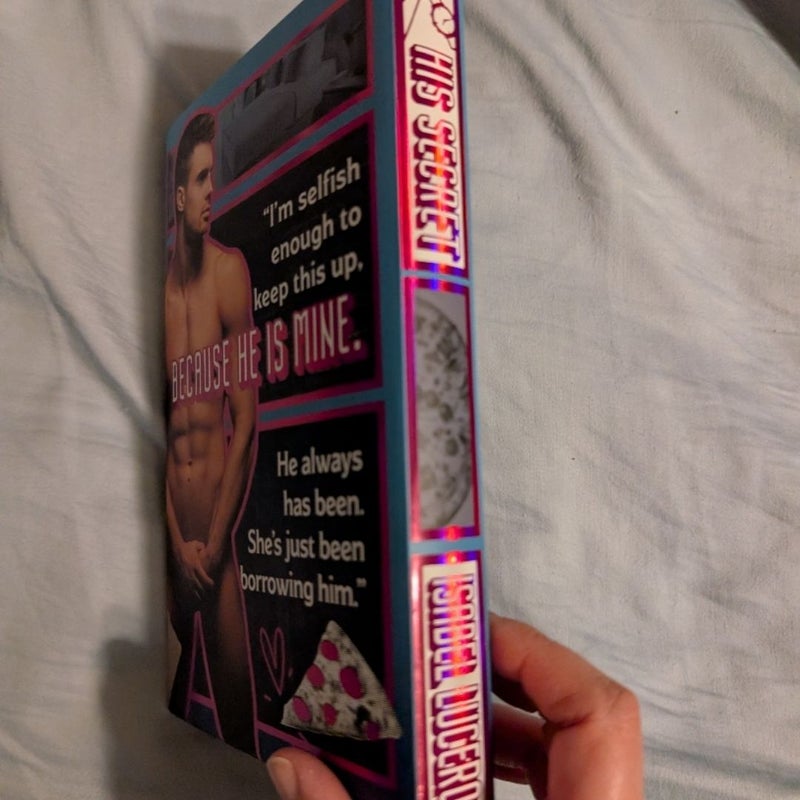 "I'm selfish
enough to
keep this up,
BECAUSE HE IS MINE.
He always
has been.
She's just been
borrowing him."
A
HIS SECRET
ISABEL LUCERO